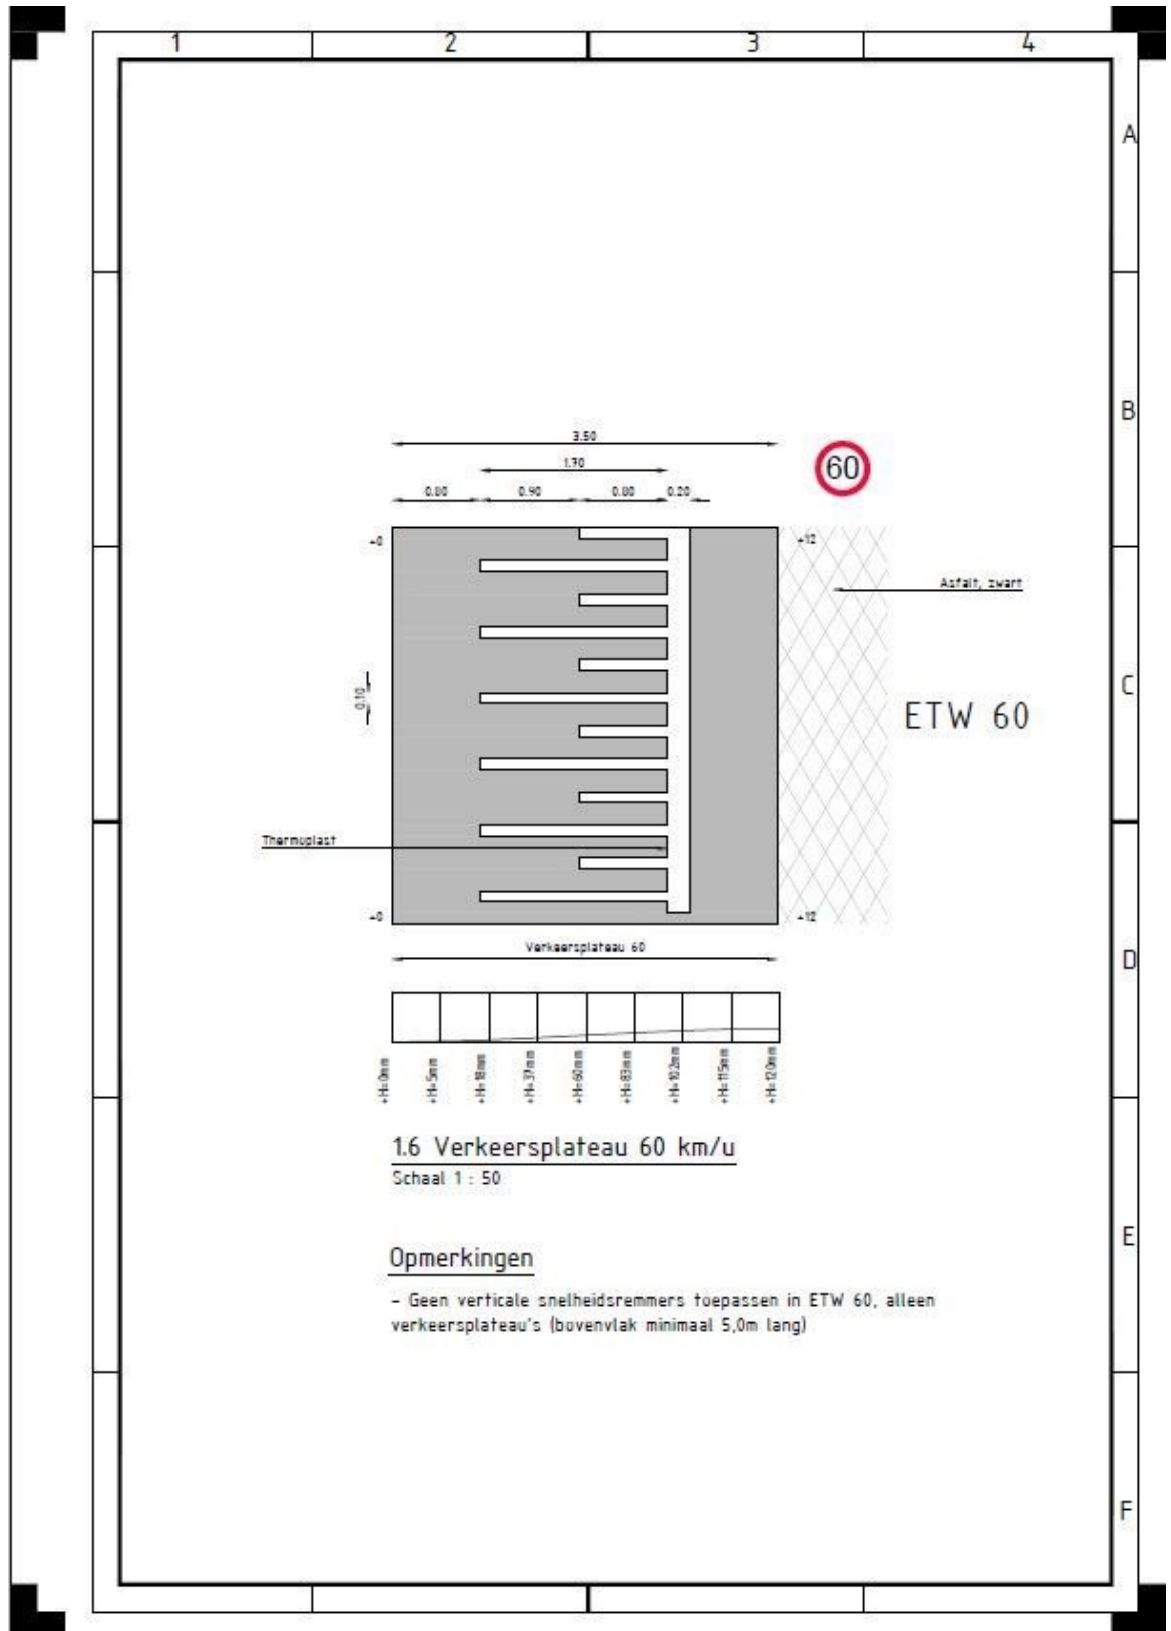 1 2 3 4
A
B
3.50
1.70
0.80 0.90 0.80 0.20
60
+0 +12
Asfalt, zwart
C
0.10
ETW 60
Thermoplast
+0 +12
Verkeersplateau 60
D
+H=0mm
+H=5mm
+H=18mm
+H=37mm
+H=60mm
+H=83mm
+H=102mm
+H=115mm
+H=120mm
1.6 Verkeersplateau 60 km/u
Schaal 1 : 50
E
Opmerkingen
- Geen verticale snelheidsremmers toepassen in ETW 60, alleen
verkeersplateau's (bovenvlak minimaal 5,0m lang)
F